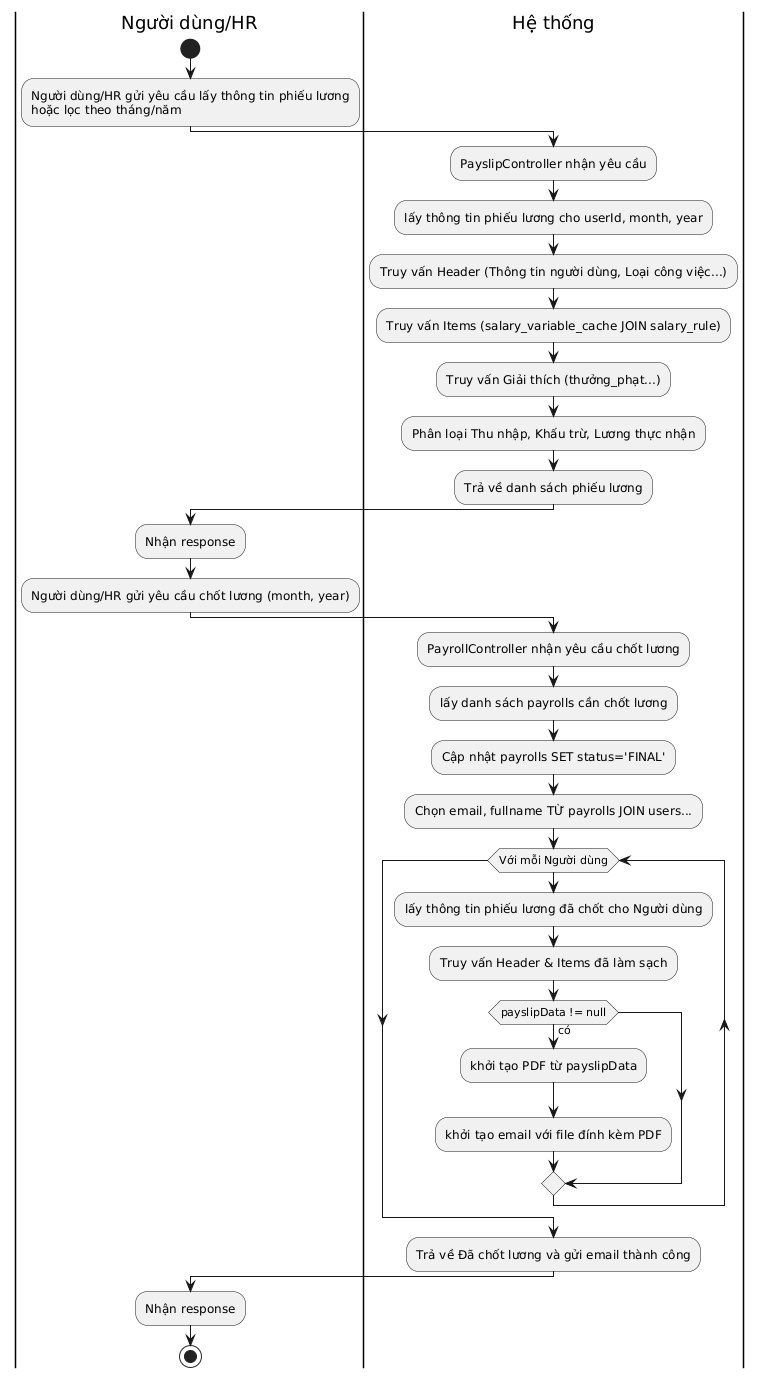 Người dùng/HR
Hệ thống
Người dùng/HR gửi yêu cầu lấy thông tin phiếu lương
hoặc lọc theo tháng/năm
PayslipController nhận yêu cầu
lấy thông tin phiếu lương cho userId, month, year
Truy vấn Header (Thông tin người dùng, Loại công việc...)
Truy vấn Items (salary_variable_cache JOIN salary_rule)
Truy vấn Giải thích (thưởng_phạt...)
Phân loại Thu nhập, Khấu trừ, Lương thực nhận
Trả về danh sách phiếu lương
Nhận response
Người dùng/HR gửi yêu cầu chốt lương (month, year)
PayrollController nhận yêu cầu chốt lương
lấy danh sách payrolls cần chốt lương
Cập nhật payrolls SET status='FINAL'
Chọn email, fullname TỪ payrolls JOIN users...
Với mỗi Người dùng
lấy thông tin phiếu lương đã chốt cho Người dùng
Truy vấn Header & Items đã làm sạch
payslipData != null
có
khởi tạo PDF từ payslipData
khởi tạo email với file đính kèm PDF
Trả về Đã chốt lương và gửi email thành công
Nhận response